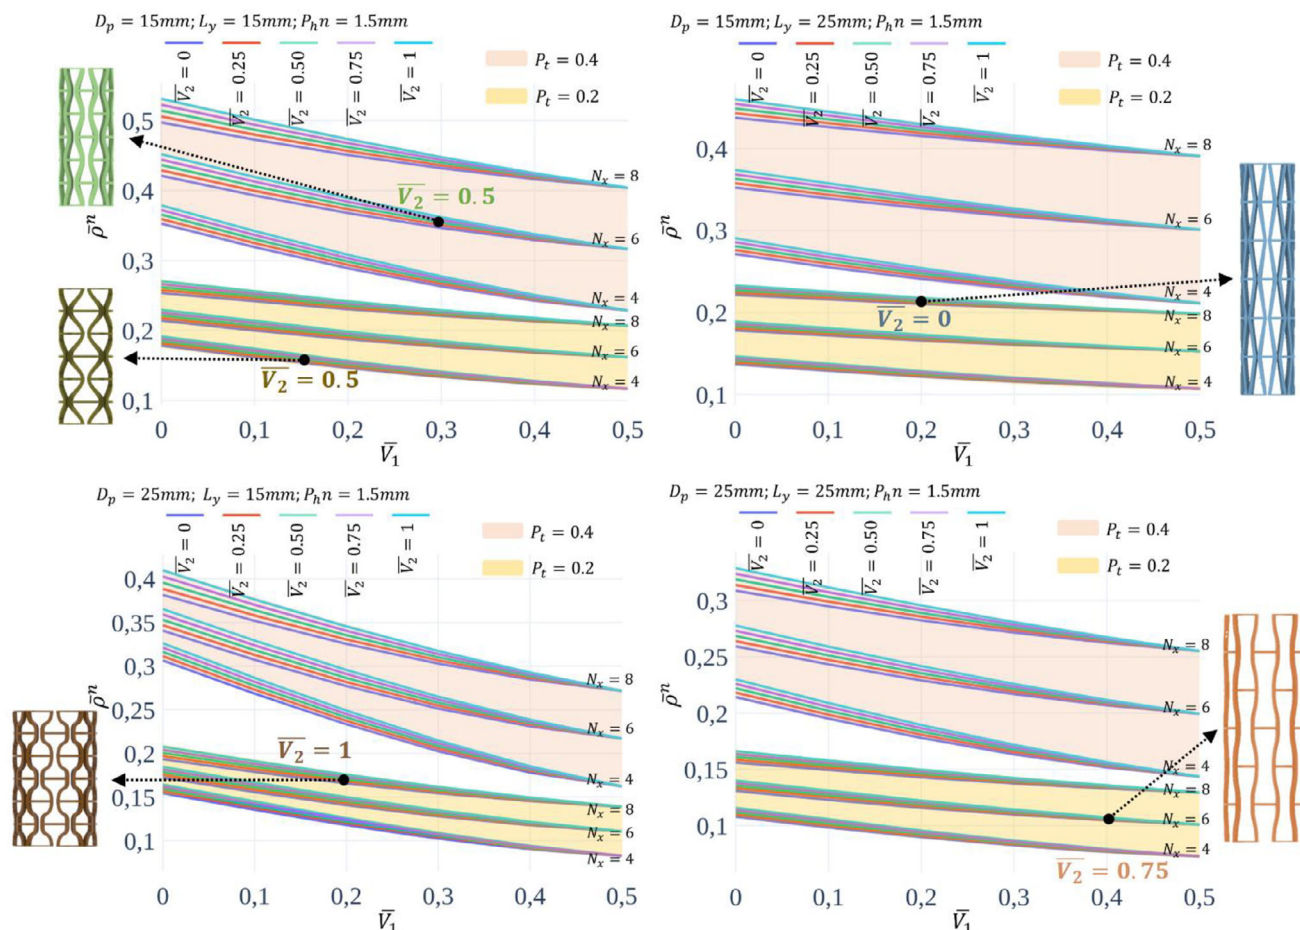 D_p = 15mm; L_y = 15mm; P_h n = 1.5mm
V̅₂ = 0
V̅₂ = 0.25
V̅₂ = 0.50
V̅₂ = 0.75
V̅₂ = 1
P_t = 0.4
P_t = 0.2
0,5
0,4
0,3
0,2
0,1
ρ̄ⁿ
N_x = 8
N_x = 6
N_x = 4
N_x = 8
N_x = 6
N_x = 4
V̅₂ = 0.5
V̅₂ = 0.5
0
0,1
0,2
0,3
0,4
0,5
V̅₁
D_p = 15mm; L_y = 25mm; P_h n = 1.5mm
V̅₂ = 0
V̅₂ = 0.25
V̅₂ = 0.50
V̅₂ = 0.75
V̅₂ = 1
P_t = 0.4
P_t = 0.2
0,4
0,3
0,2
0,1
ρ̄ⁿ
N_x = 8
N_x = 6
N_x = 4
N_x = 8
N_x = 6
N_x = 4
V̅₂ = 0
0
0,1
0,2
0,3
0,4
0,5
V̅₁
D_p = 25mm; L_y = 15mm; P_h n = 1.5mm
V̅₂ = 0
V̅₂ = 0.25
V̅₂ = 0.50
V̅₂ = 0.75
V̅₂ = 1
P_t = 0.4
P_t = 0.2
0,4
0,35
0,3
0,25
0,2
0,15
0,1
ρ̄ⁿ
N_x = 8
N_x = 6
N_x = 4
N_x = 8
N_x = 6
N_x = 4
V̅₂ = 1
0
0,1
0,2
0,3
0,4
0,5
V̅₁
D_p = 25mm; L_y = 25mm; P_h n = 1.5mm
V̅₂ = 0
V̅₂ = 0.25
V̅₂ = 0.50
V̅₂ = 0.75
V̅₂ = 1
P_t = 0.4
P_t = 0.2
0,3
0,25
0,2
0,15
0,1
ρ̄ⁿ
N_x = 8
N_x = 6
N_x = 4
N_x = 8
N_x = 6
N_x = 4
V̅₂ = 0.75
0
0,1
0,2
0,3
0,4
0,5
V̅₁